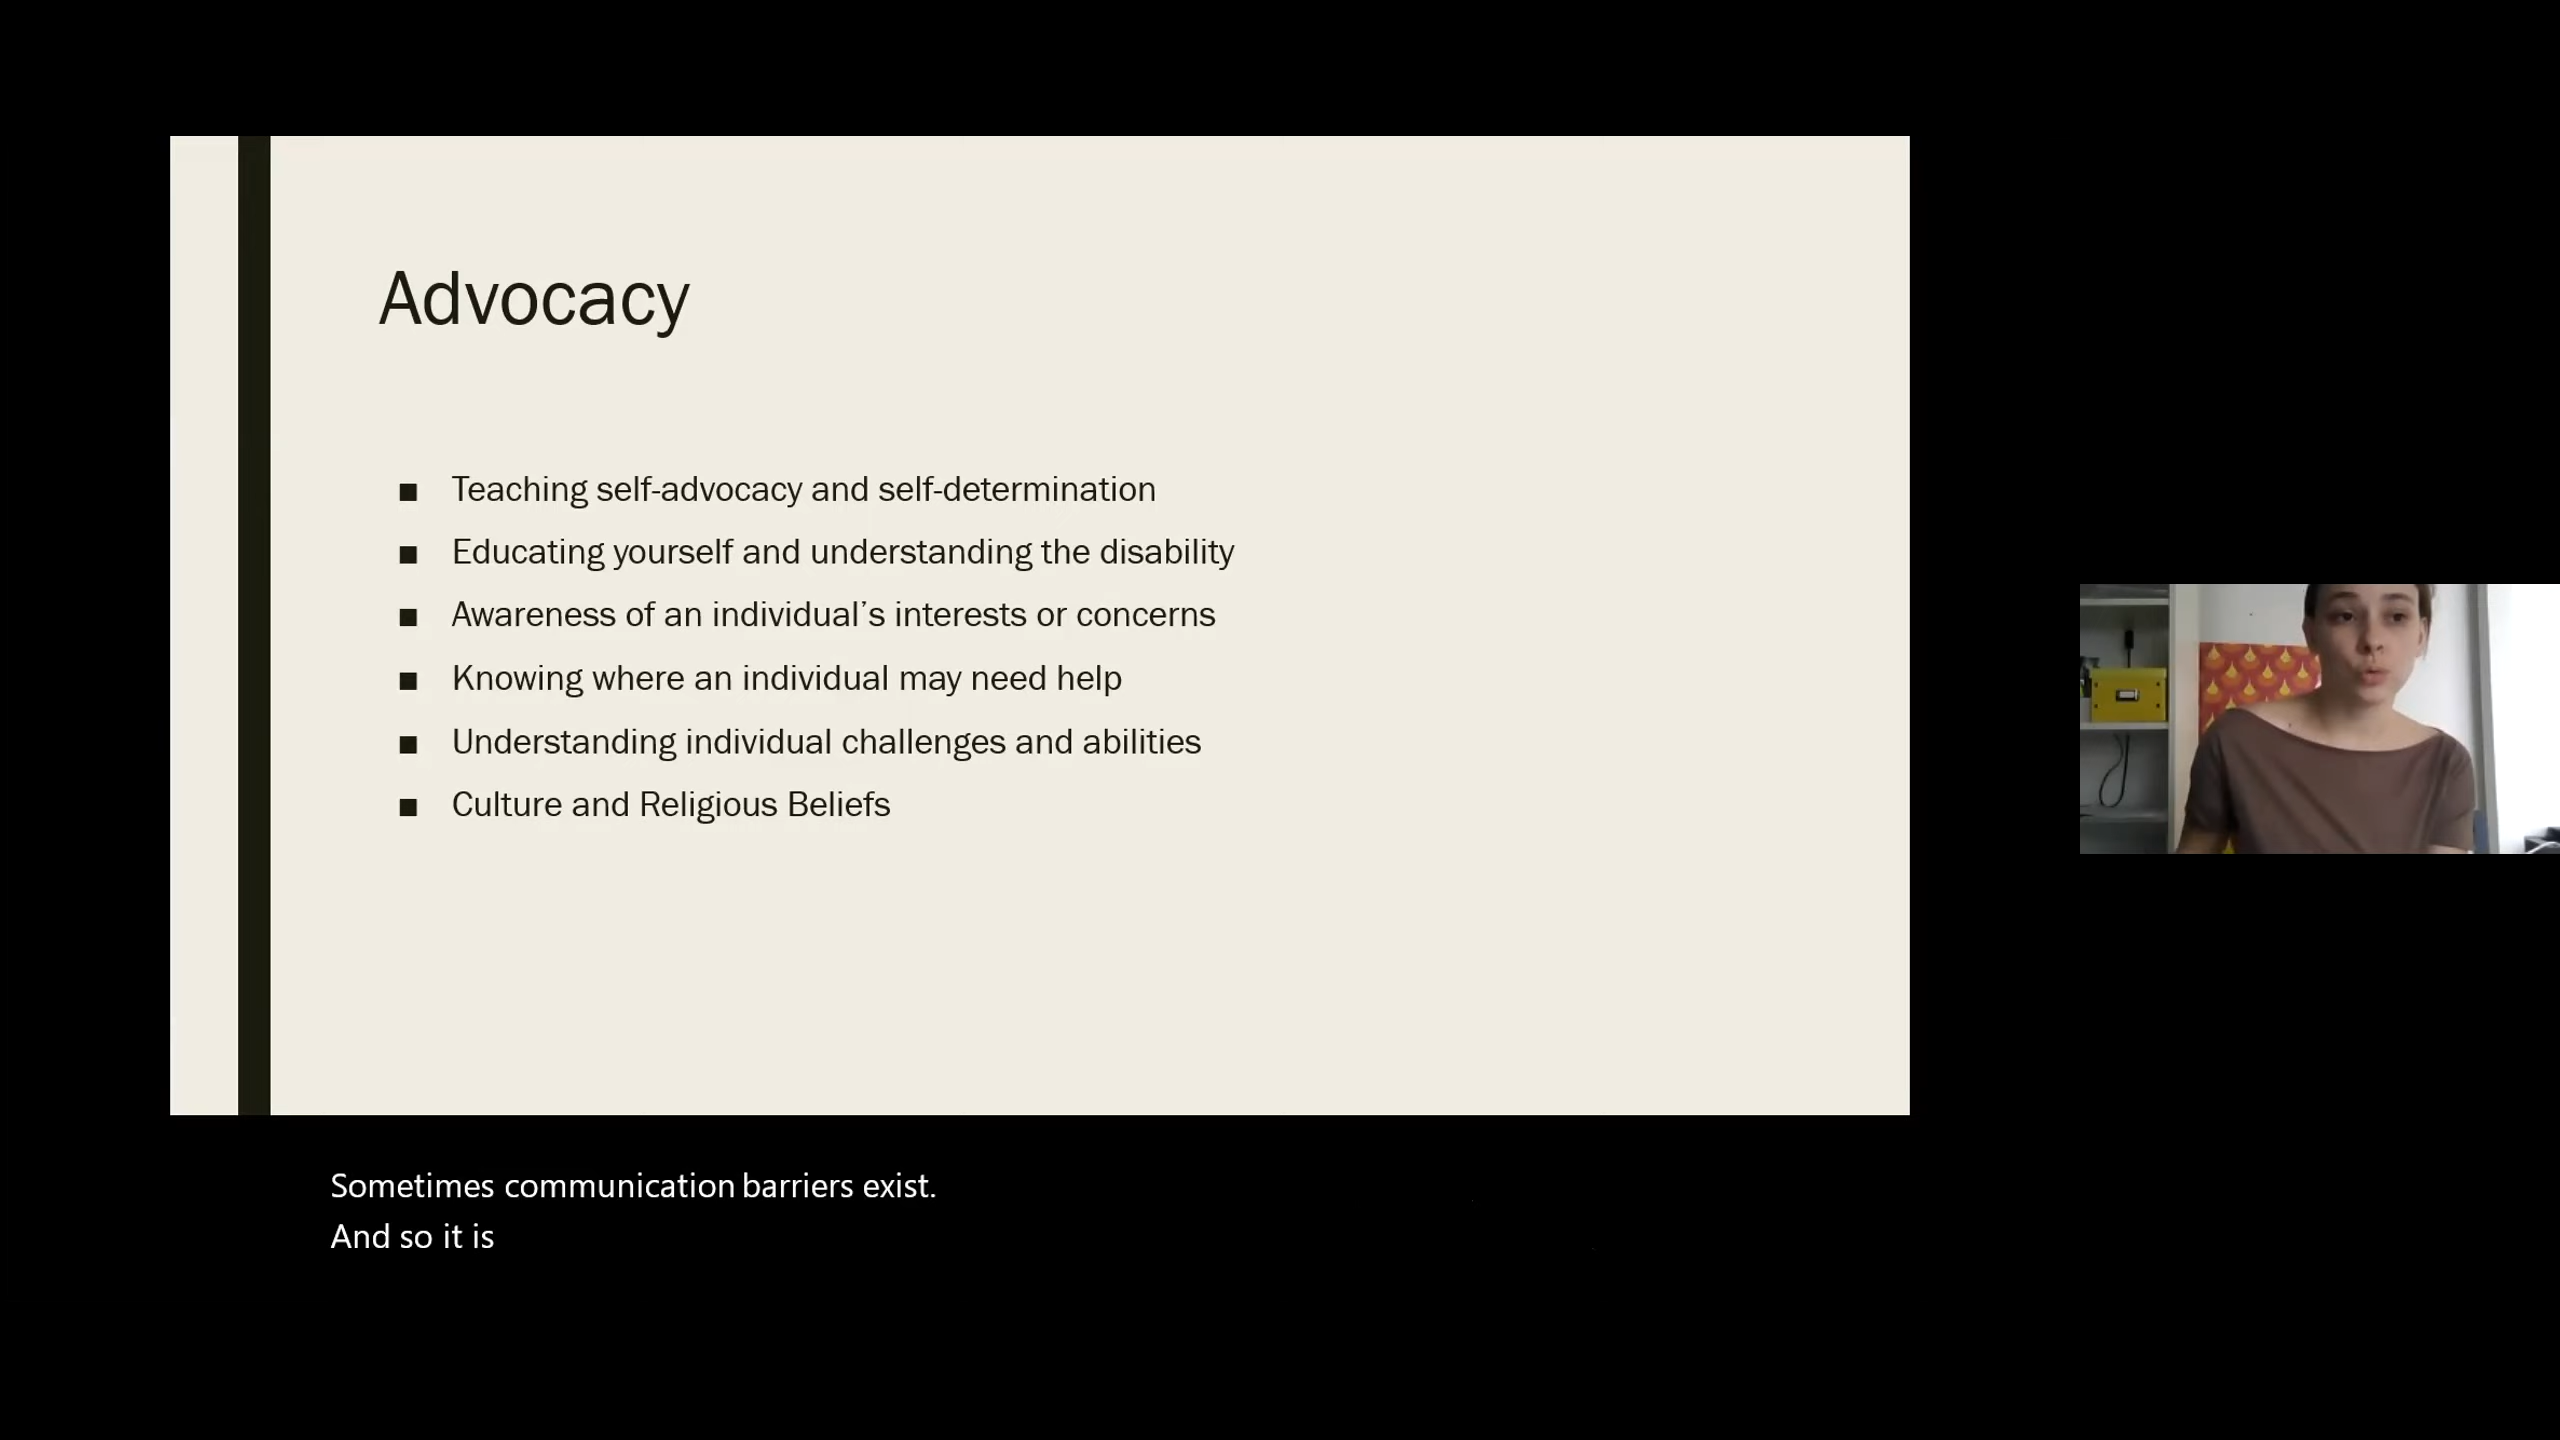 Advocacy
■ Teaching self-advocacy and self-determination
■ Educating yourself and understanding the disability
■ Awareness of an individual’s interests or concerns
■ Knowing where an individual may need help
■ Understanding individual challenges and abilities
■ Culture and Religious Beliefs
Sometimes communication barriers exist.
And so it is